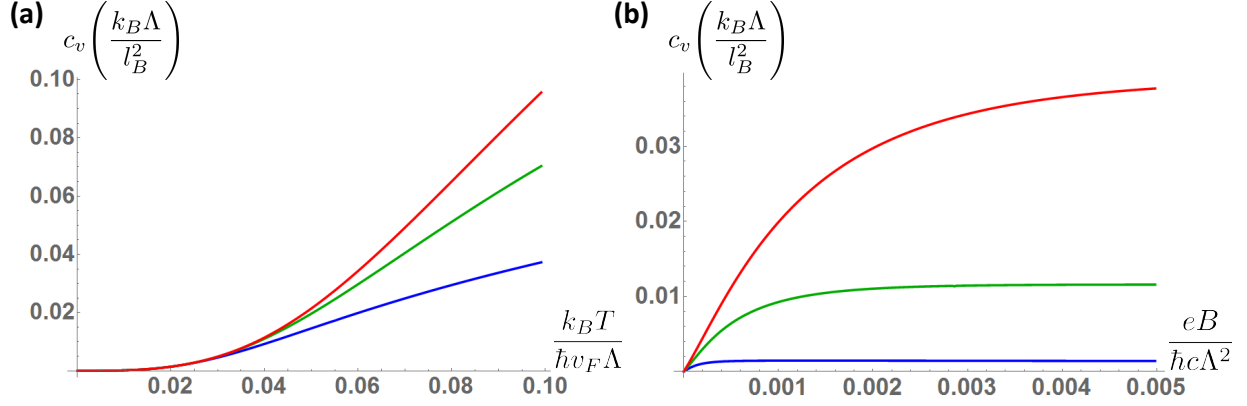 (a)
c_v (k_B Λ / l_B^2)
0.10
0.08
0.06
0.04
0.02
0.02 0.04 0.06 0.08 0.10
k_B T / ħ v_F Λ
(b)
c_v (k_B Λ / l_B^2)
0.03
0.02
0.01
0.001 0.002 0.003 0.004 0.005
eB / ħcΛ^2